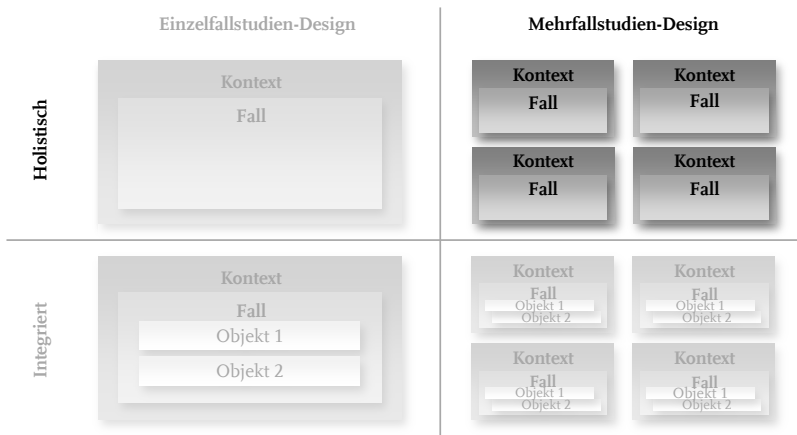 Einzelfallstudien-Design
Mehrfallstudien-Design
Holistisch
Kontext
Fall
Kontext
Fall
Kontext
Fall
Kontext
Fall
Kontext
Fall
Integriert
Kontext
Fall
Objekt 1
Objekt 2
Kontext
Fall
Objekt 1
Objekt 2
Kontext
Fall
Objekt 1
Objekt 2
Kontext
Fall
Objekt 1
Objekt 2
Kontext
Fall
Objekt 1
Objekt 2